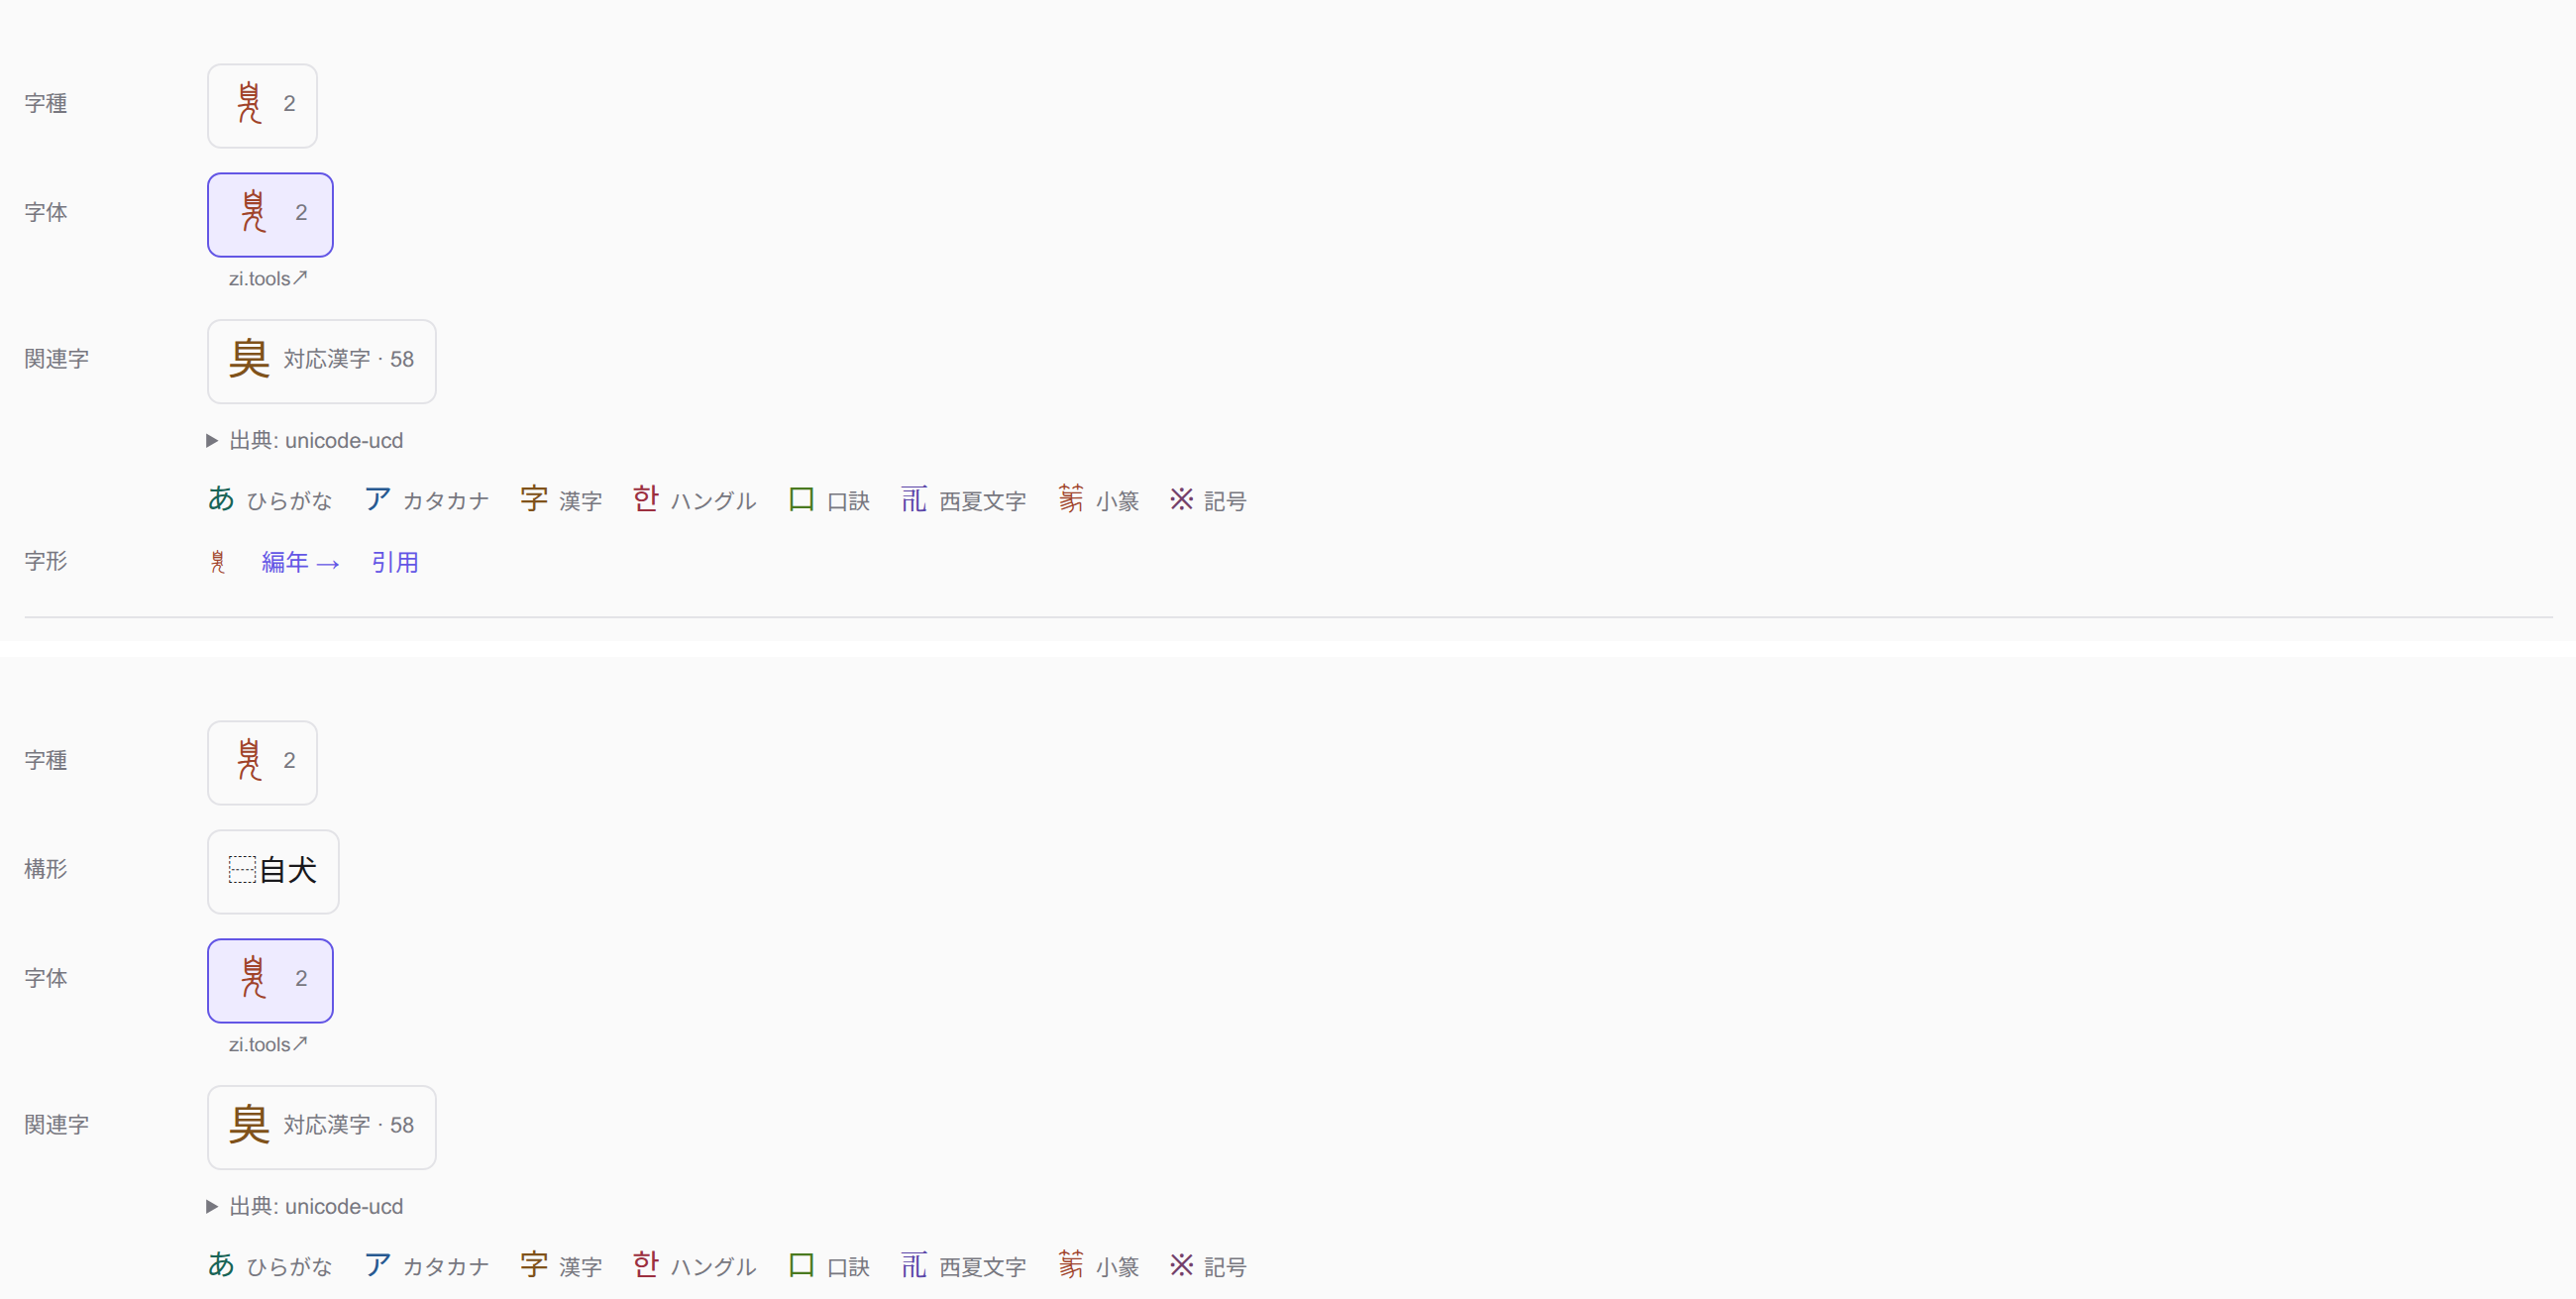 字種 2
字体 2
zi.tools↗
関連字 臭 対応漢字 · 58
▶ 出典: unicode-ucd
あ ひらがな ア カタカナ 字 漢字 한 ハングル 口 口訣 西夏文字 小篆 ※ 記号
字形 編年 → 引用
字種 2
構形 ⿱自犬
字体 2
zi.tools↗
関連字 臭 対応漢字 · 58
▶ 出典: unicode-ucd
あ ひらがな ア カタカナ 字 漢字 한 ハングル 口 口訣 西夏文字 小篆 ※ 記号